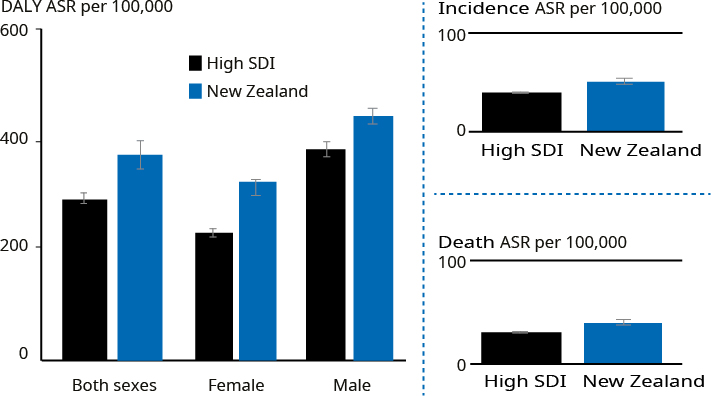 DALY ASR per 100,000
600
400
200
0
High SDI
New Zealand
Both sexes
Female
Male
Incidence ASR per 100,000
100
0
High SDI
New Zealand
Death ASR per 100,000
100
0
High SDI
New Zealand